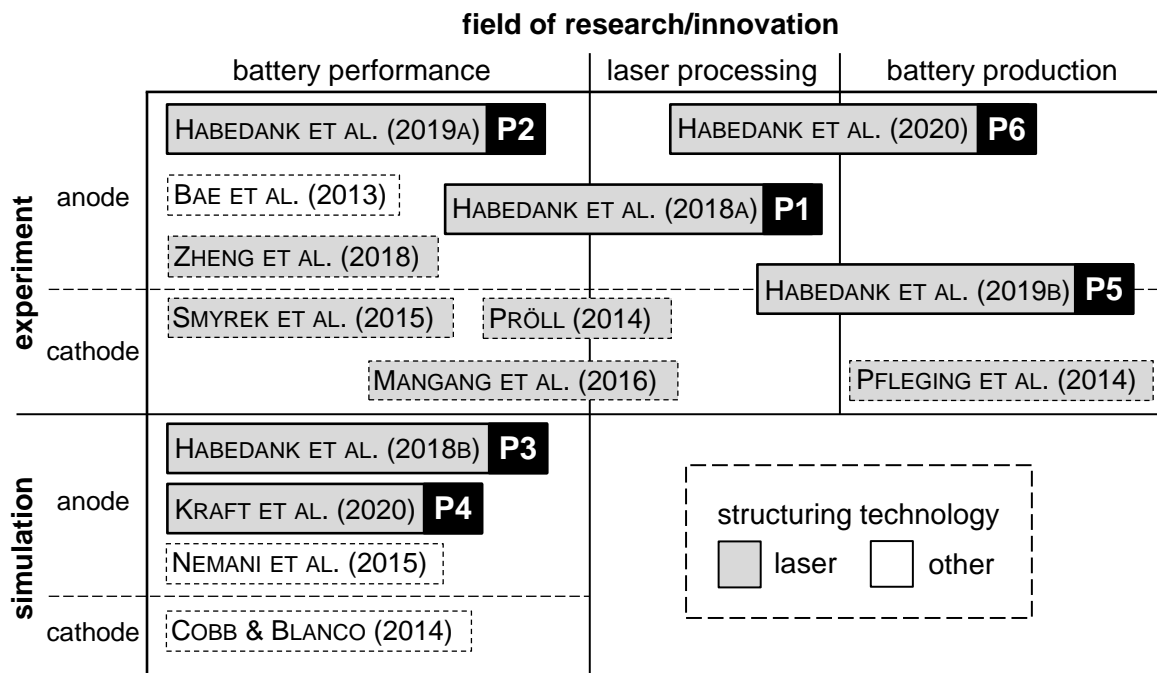 field of research/innovation
battery performance laser processing battery production
experiment
anode
HABEDANK ET AL. (2019A) P2
HABEDANK ET AL. (2020) P6
BAE ET AL. (2013)
HABEDANK ET AL. (2018A) P1
ZHENG ET AL. (2018)
HABEDANK ET AL. (2019B) P5
cathode
SMYREK ET AL. (2015)
PRÖLL (2014)
MANGANG ET AL. (2016)
PFLEGING ET AL. (2014)
simulation
anode
HABEDANK ET AL. (2018B) P3
KRAFT ET AL. (2020) P4
NEMANI ET AL. (2015)
cathode
COBB & BLANCO (2014)
structuring technology
laser other